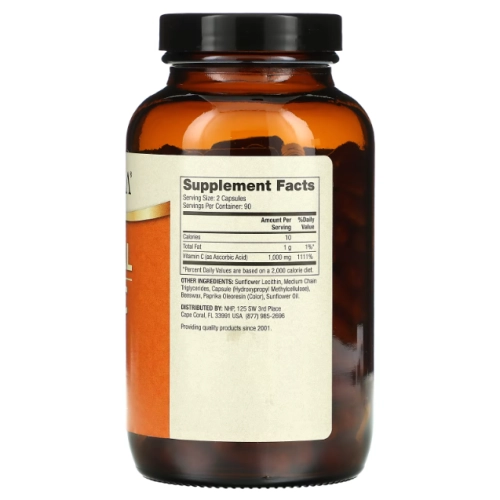 Supplement Facts
Serving Size: 2 Capsules
Servings Per Container: 90
Amount Per Serving %Daily Value
Calories 10
Total Fat 1 g 1%*
Vitamin C (as Ascorbic Acid) 1,000 mg 1111%
*Percent Daily Values are based on a 2,000 calorie diet.
OTHER INGREDIENTS: Sunflower Lecithin, Medium Chain
Triglycerides, Capsule (Hydroxypropyl Methylcellulose),
Beeswax, Paprika Oleoresin (Color), Sunflower Oil.
DISTRIBUTED BY: NHP, 125 SW 3rd Place
Cape Coral, FL 33991 USA (877) 985-2696
Providing quality products since 2001.